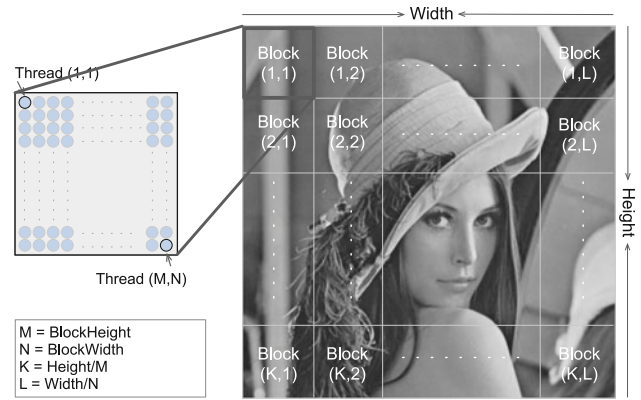 Width
Block (1,1)
Block (1,2)
Block (1,L)
Thread (1,1)
Block (2,1)
Block (2,2)
Block (2,L)
Height
Thread (M,N)
M = BlockHeight
N = BlockWidth
K = Height/M
L = Width/N
Block (K,1)
Block (K,2)
Block (K,L)